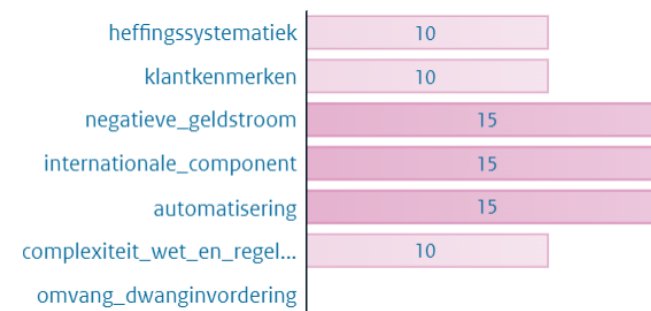 heffingssystematiek 10
klantkenmerken 10
negatieve_geldstroom 15
internationale_component 15
automatisering 15
complexiteit_wet_en_regel... 10
omvang_dwanginvordering